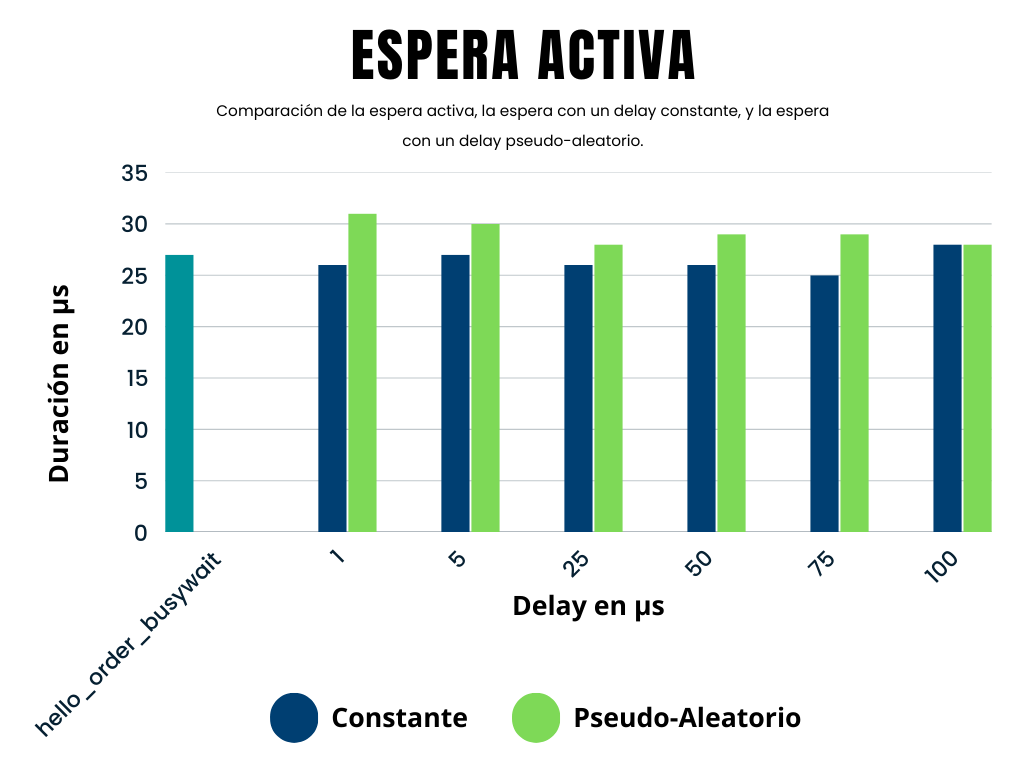 ESPERA ACTIVA
Comparación de la espera activa, la espera con un delay constante, y la espera
con un delay pseudo-aleatorio.
35
30
25
20
15
10
5
0
Duración en µs
hello_order_busywait
1
5
25
50
75
100
Delay en µs
Constante
Pseudo-Aleatorio